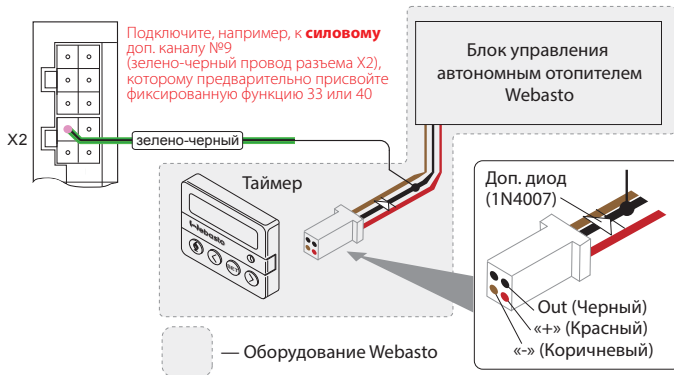 Подключите, например, к силовому
доп. каналу №9
(зелено-черный провод разъема X2),
которому предварительно присвойте
фиксированную функцию 33 или 40
Блок управления
автономным отопителем
Webasto
X2
зелено-черный
Таймер
Webasto
SET
Доп. диод
(1N4007)
Out (Черный)
«+» (Красный)
«-» (Коричневый)
— Оборудование Webasto